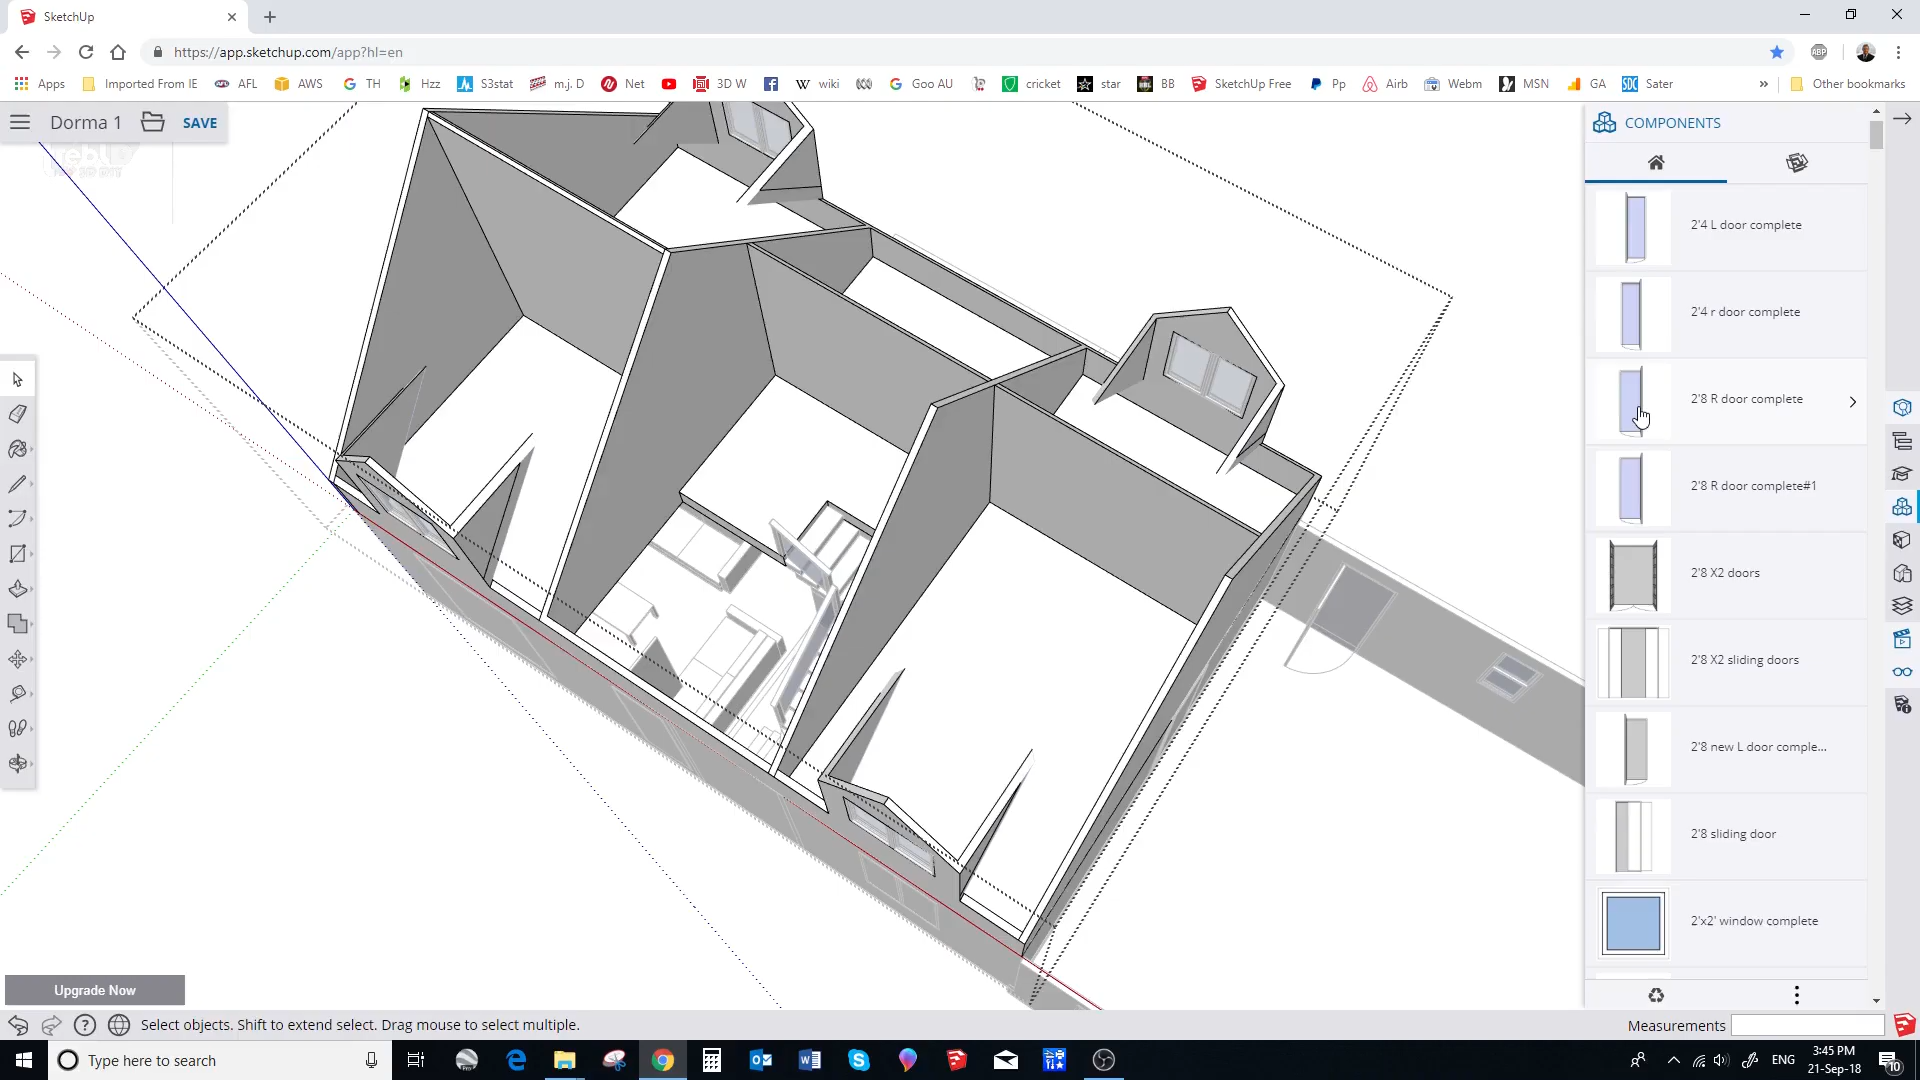 SketchUp
https://app.sketchup.com/app?hl=en
Apps Imported From IE AFL AWS TH Hzz S3stat m.j. D Net 3D W wiki Goo AU cricket star BB SketchUp Free Pp Airb Webm MSN GA SDC Sater » Other bookmarks
ABP
Dorma 1 SAVE
COMPONENTS
2'4 L door complete
2'4 r door complete
2'8 R door complete
2'8 R door complete#1
2'8 X2 doors
2'8 X2 sliding doors
2'8 new L door comple...
2'8 sliding door
2'x2' window complete
Upgrade Now
Select objects. Shift to extend select. Drag mouse to select multiple.
Measurements
Type here to search
ENG
3:45 PM
21-Sep-18
10